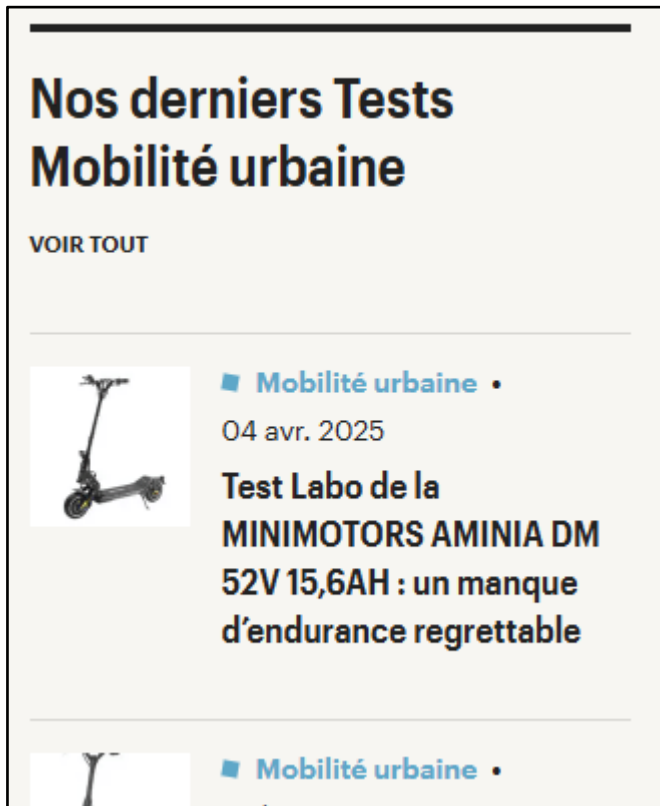 Nos derniers Tests
Mobilité urbaine
VOIR TOUT
Mobilité urbaine •
04 avr. 2025
Test Labo de la
MINIMOTORS AMINIA DM
52V 15,6AH : un manque
d’endurance regrettable
Mobilité urbaine •